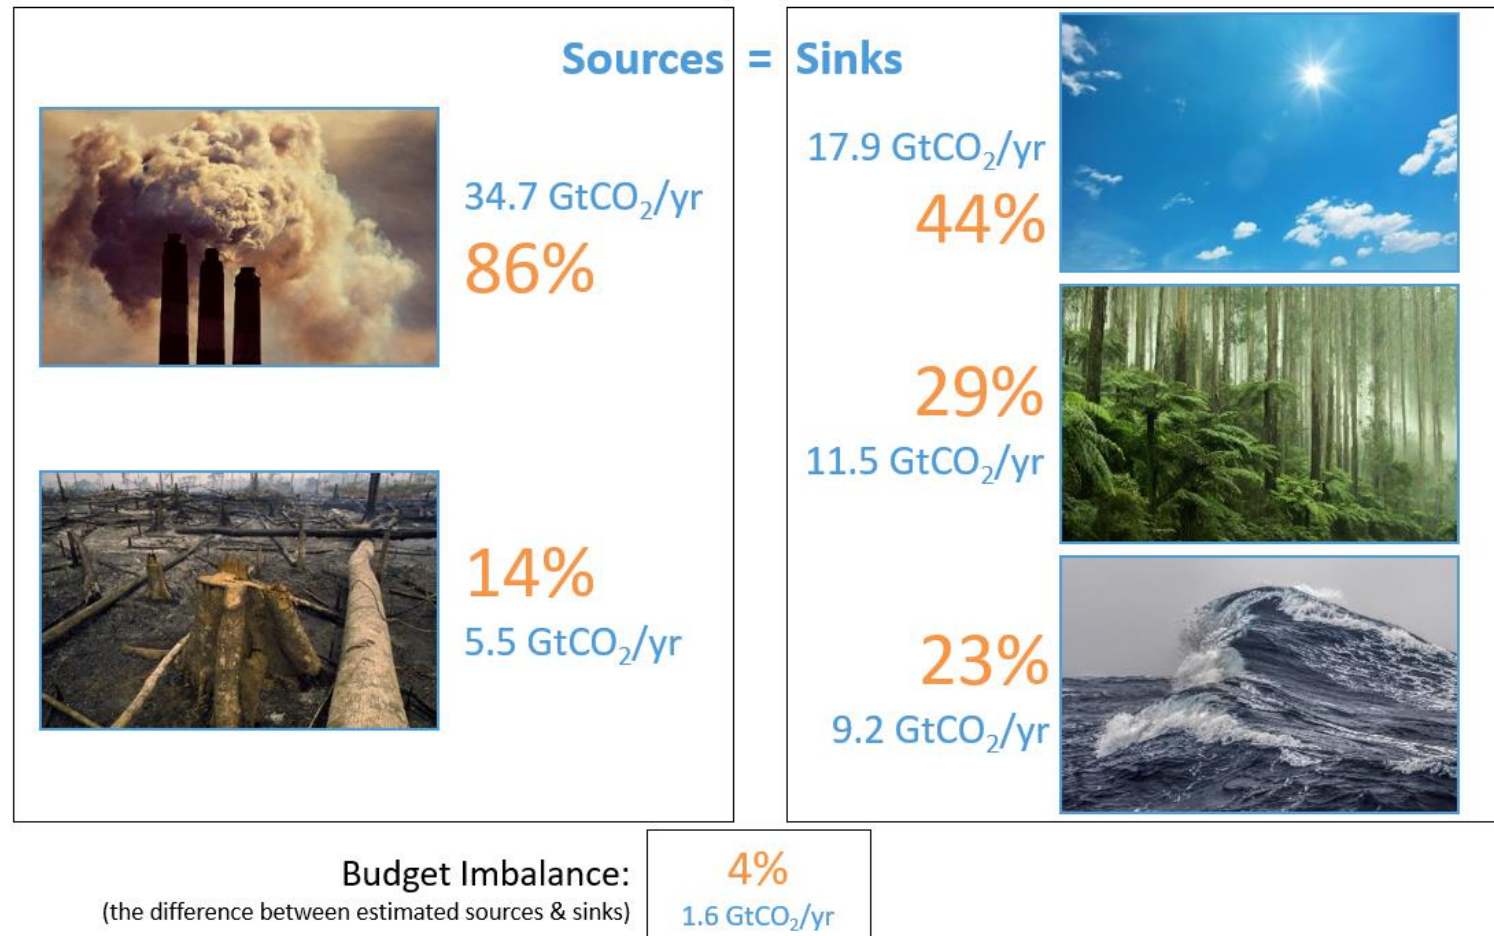 Sources = Sinks
34.7 GtCO₂/yr
86%
14%
5.5 GtCO₂/yr
17.9 GtCO₂/yr
44%
29%
11.5 GtCO₂/yr
23%
9.2 GtCO₂/yr
Budget Imbalance:
(the difference between estimated sources & sinks)
4%
1.6 GtCO₂/yr